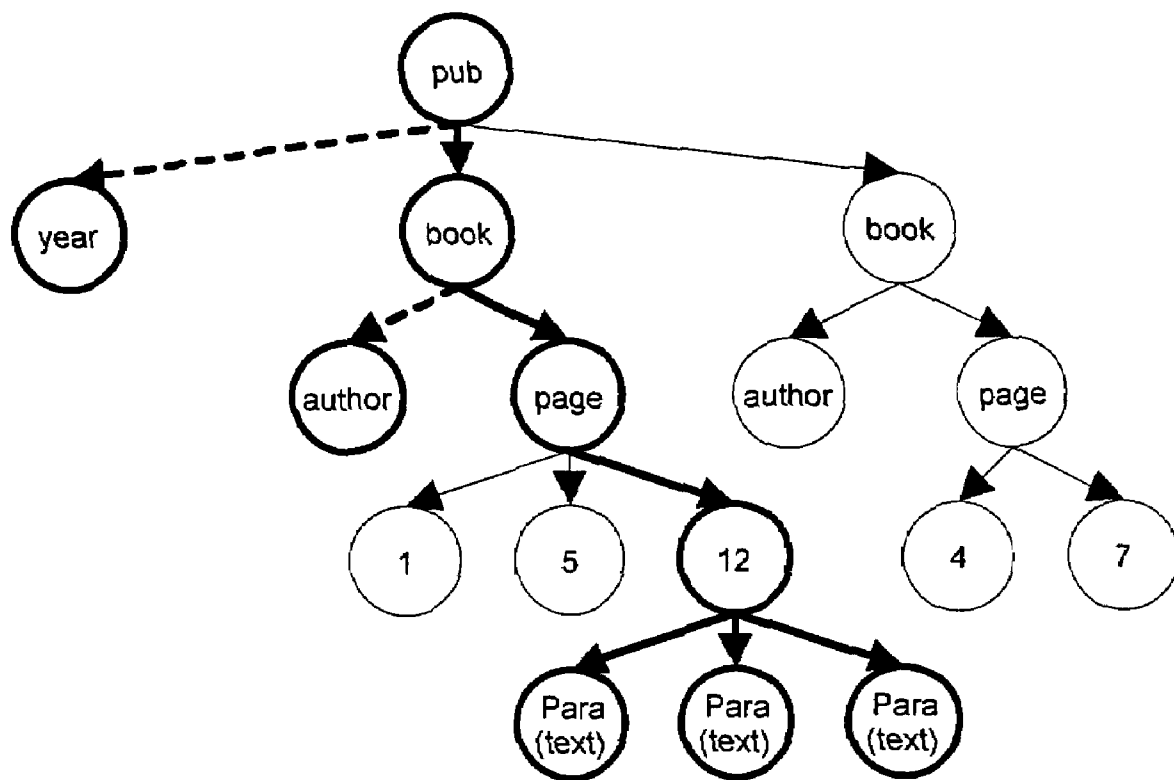 pub
year
book
book
author
page
author
page
1
5
12
4
7
Para
(text)
Para
(text)
Para
(text)